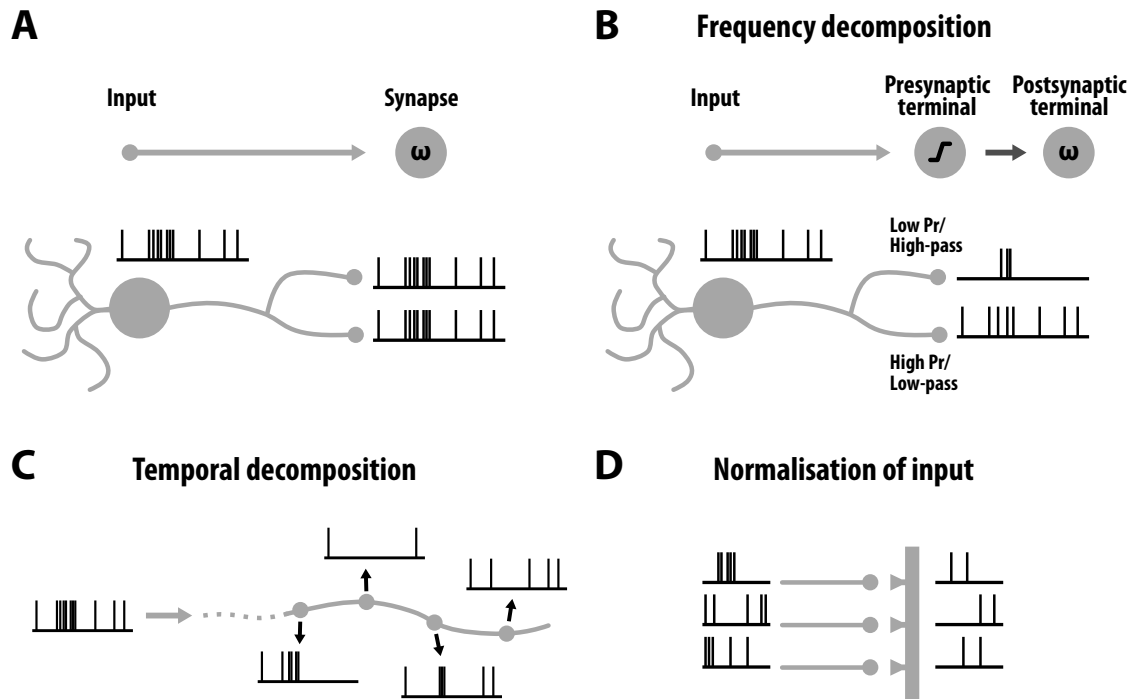 A
Input
Synapse
ω
B
Frequency decomposition
Input
Presynaptic
terminal
Postsynaptic
terminal
ω
Low Pr/
High-pass
High Pr/
Low-pass
C
Temporal decomposition
D
Normalisation of input